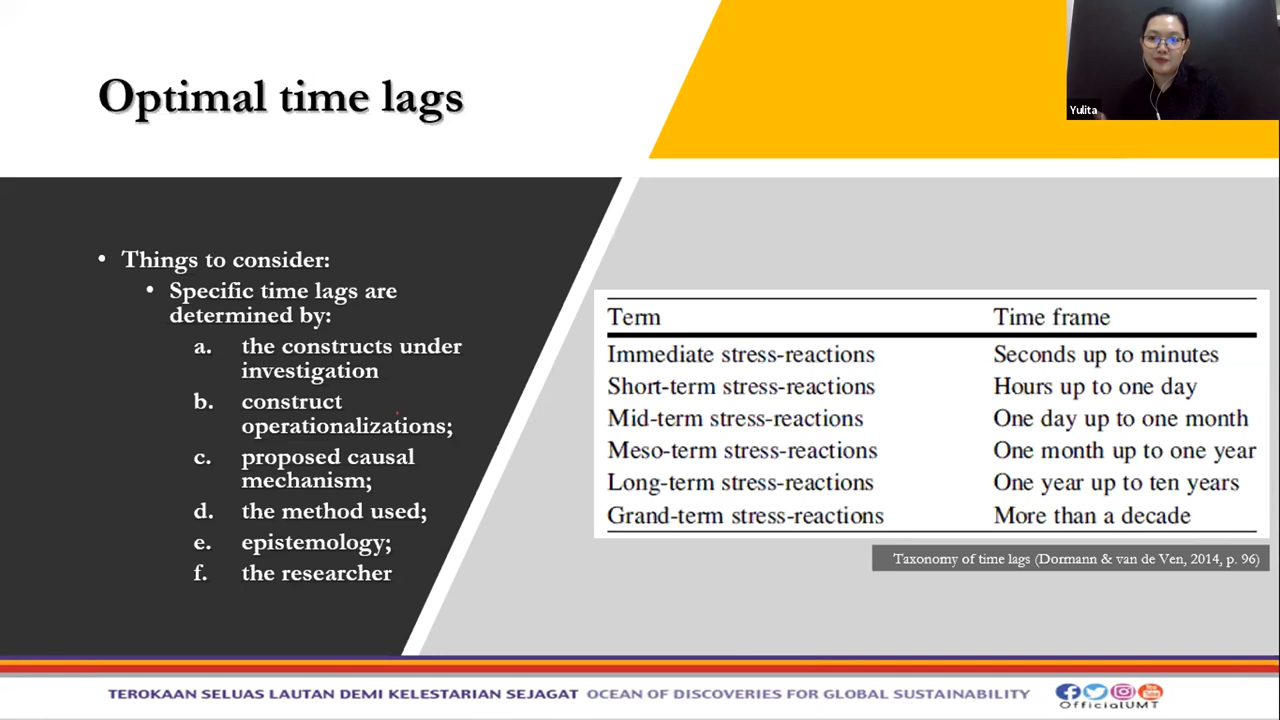 Optimal time lags
Yulita
• Things to consider:
• Specific time lags are
determined by:
a. the constructs under
investigation
b. construct
operationalizations;
c. proposed causal
mechanism;
d. the method used;
e. epistemology;
f. the researcher
Term Time frame
Immediate stress-reactions Seconds up to minutes
Short-term stress-reactions Hours up to one day
Mid-term stress-reactions One day up to one month
Meso-term stress-reactions One month up to one year
Long-term stress-reactions One year up to ten years
Grand-term stress-reactions More than a decade
Taxonomy of time lags (Dormann & van de Ven, 2014, p. 96)
TEROKAAN SELUAS LAUTAN DEMI KELESTARIAN SEJAGAT OCEAN OF DISCOVERIES FOR GLOBAL SUSTAINABILITY
OfficialUMT